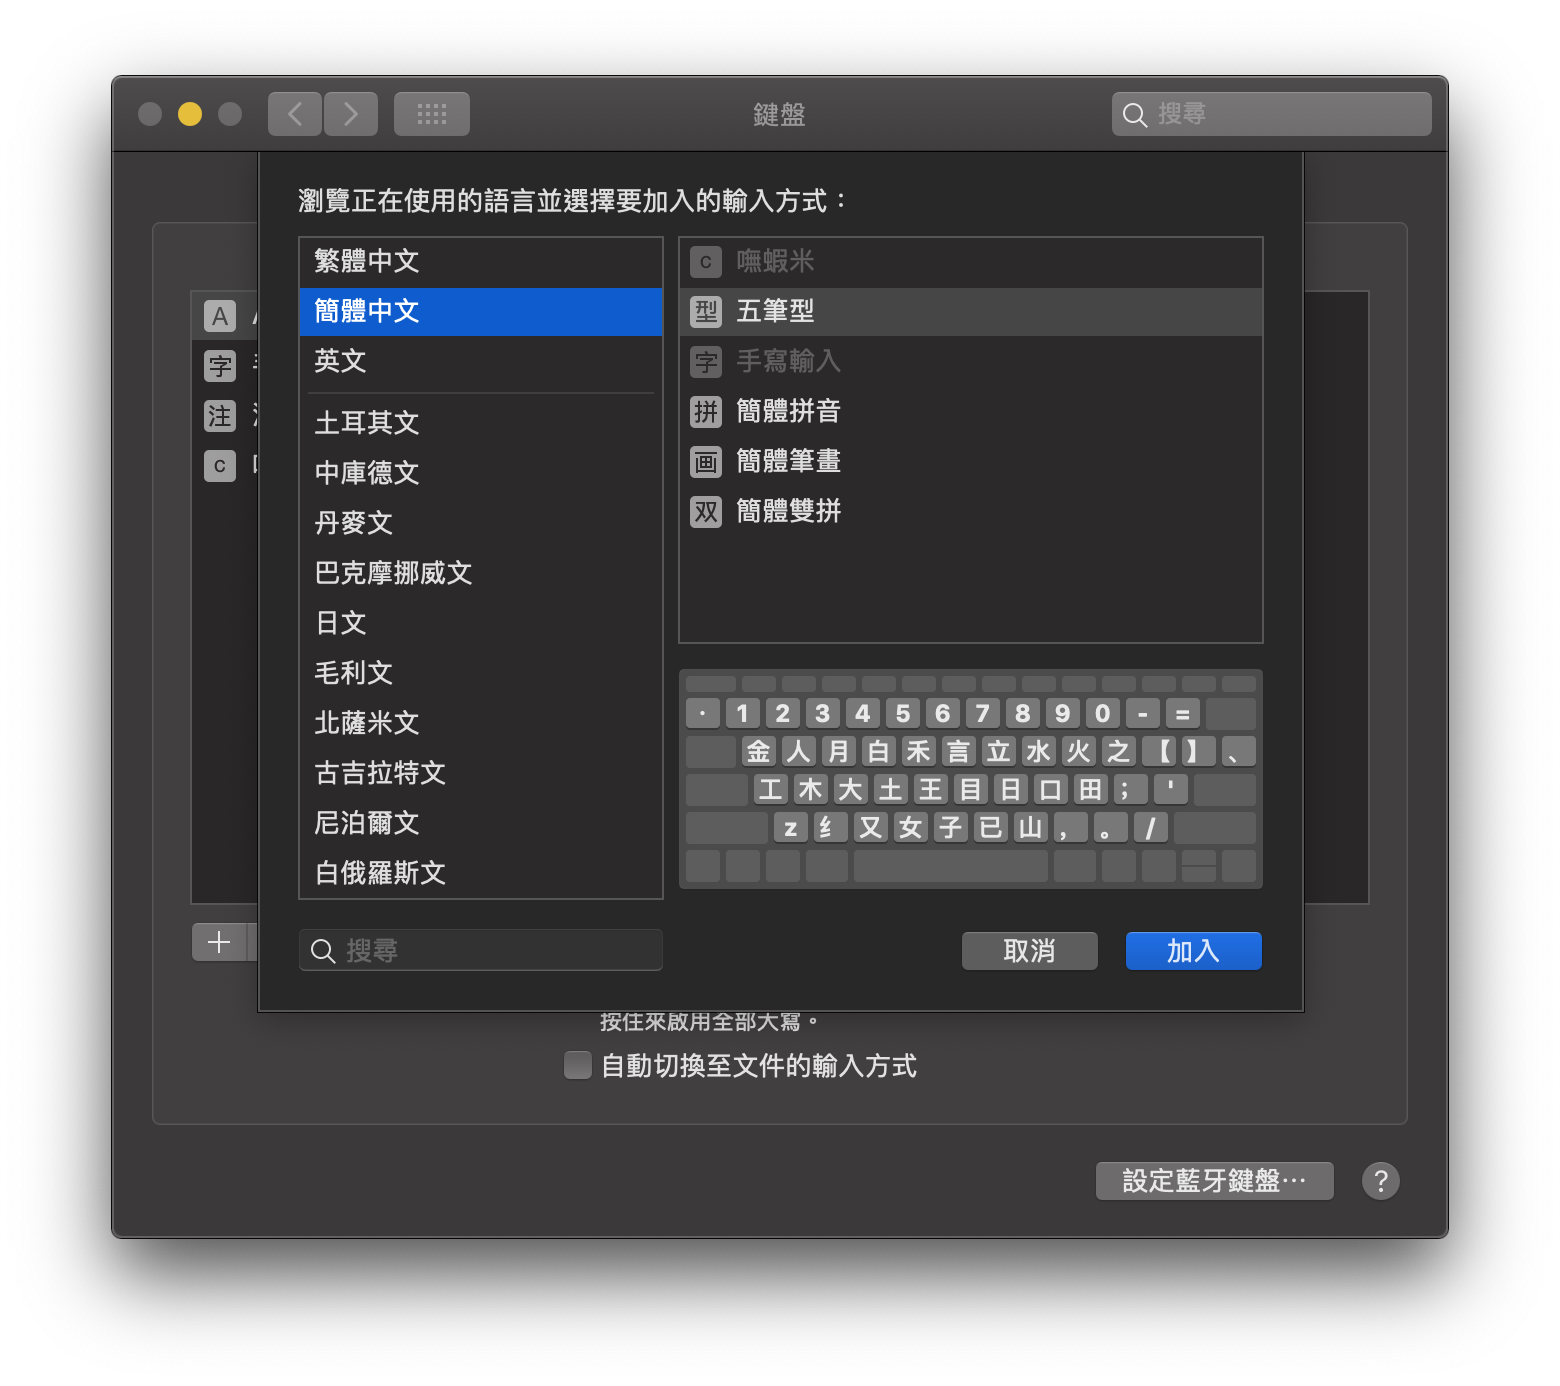 鍵盤
搜尋
瀏覽正在使用的語言並選擇要加入的輸入方式：
繁體中文
簡體中文
英文
土耳其文
中庫德文
丹麥文
巴克摩挪威文
日文
毛利文
北薩米文
古吉拉特文
尼泊爾文
白俄羅斯文
搜尋
c 嘸蝦米
型 五筆型
字 手寫輸入
拼 簡體拼音
画 簡體筆畫
双 簡體雙拼
· 1 2 3 4 5 6 7 8 9 0 - =
金 人 月 白 禾 言 立 水 火 之 【 】 、
工 木 大 土 王 目 日 口 田 ； '
z 纟 又 女 子 已 山 ， 。 /
取消
加入
A
字
注
c
按住來啟用全部大寫。
自動切換至文件的輸入方式
設定藍牙鍵盤⋯
?